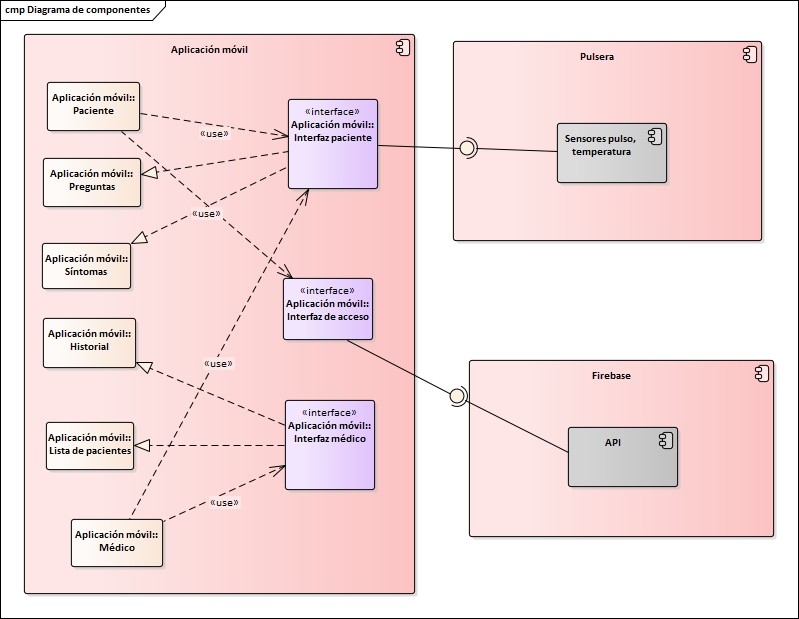 cmp Diagrama de componentes
Aplicación móvil
Aplicación móvil::
Paciente
«use»
«interface»
Aplicación móvil::
Interfaz paciente
Aplicación móvil::
Preguntas
«use»
Aplicación móvil::
Síntomas
«interface»
Aplicación móvil::
Interfaz de acceso
Aplicación móvil::
Historial
«use»
«interface»
Aplicación móvil::
Interfaz médico
Aplicación móvil::
Lista de pacientes
«use»
Aplicación móvil::
Médico
Pulsera
Sensores pulso,
temperatura
Firebase
API